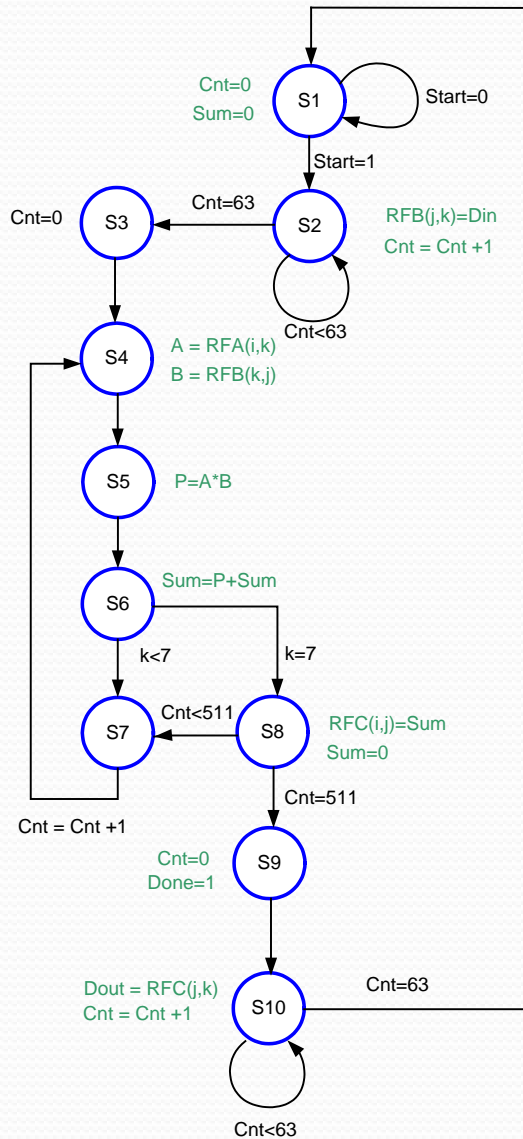 Cnt=0
Sum=0
S1
Start=0
Start=1
Cnt=0
S3
Cnt=63
S2
RFB(j,k)=Din
Cnt = Cnt +1
Cnt<63
S4
A = RFA(i,k)
B = RFB(k,j)
S5
P=A*B
S6
Sum=P+Sum
k<7
k=7
S7
Cnt<511
S8
RFC(i,j)=Sum
Sum=0
Cnt = Cnt +1
Cnt=511
Cnt=0
Done=1
S9
Dout = RFC(j,k)
Cnt = Cnt +1
S10
Cnt=63
Cnt<63